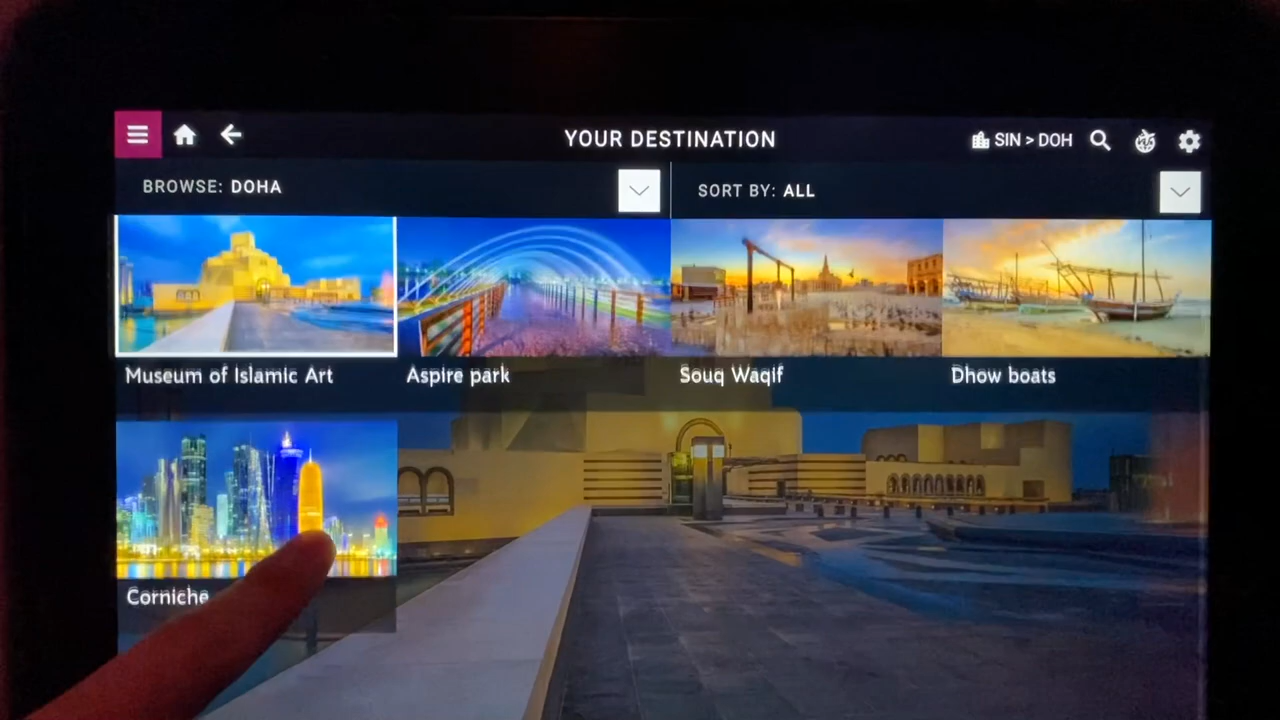 YOUR DESTINATION
SIN > DOH
BROWSE: DOHA
SORT BY: ALL
Museum of Islamic Art
Aspire park
Souq Waqif
Dhow boats
Corniche